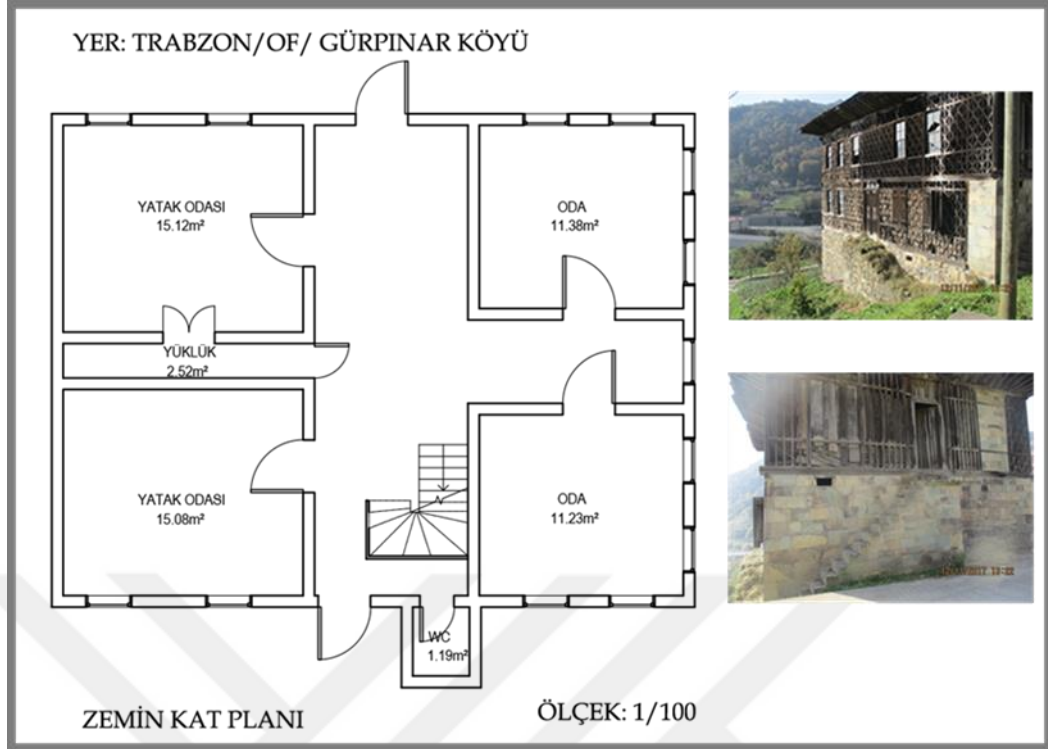 YER: TRABZON/OF/ GÜRPINAR KÖYÜ
YATAK ODASI
15.12m²
ODA
11.38m²
YÜKLÜK
2.52m²
YATAK ODASI
15.08m²
ODA
11.23m²
WC
1.19m²
ZEMİN KAT PLANI
ÖLÇEK: 1/100